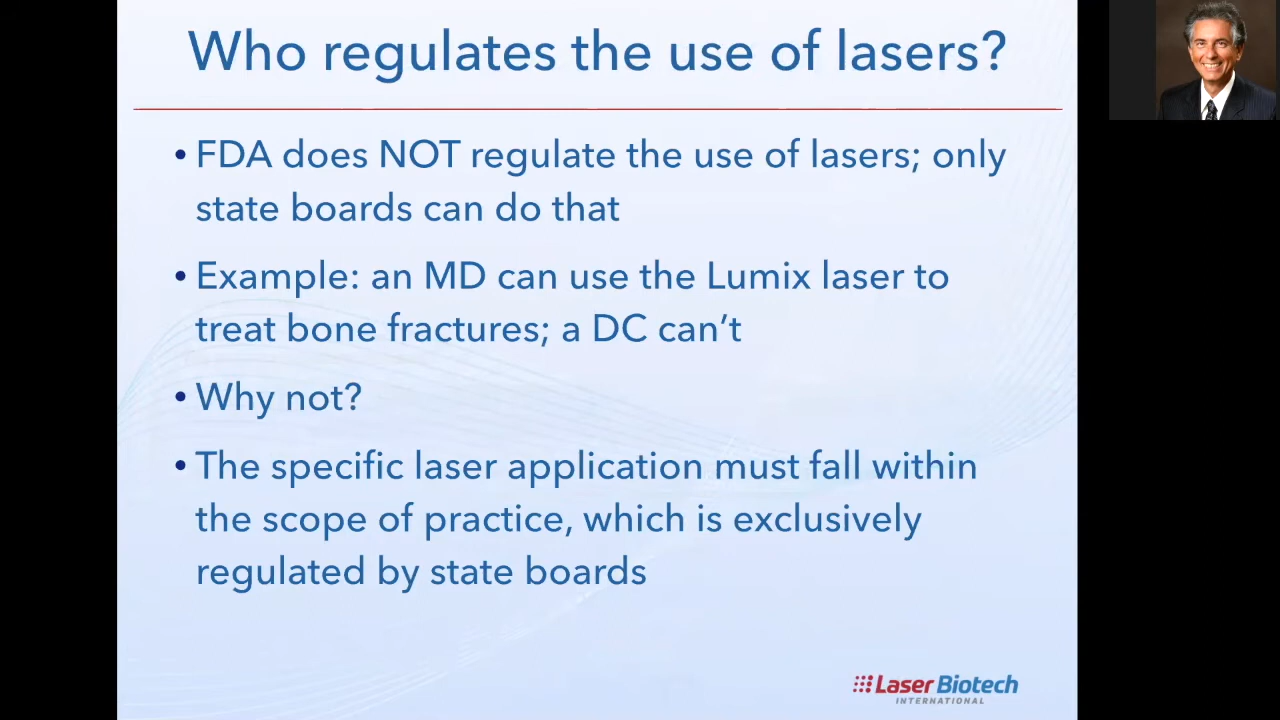 Who regulates the use of lasers?
• FDA does NOT regulate the use of lasers; only
state boards can do that
• Example: an MD can use the Lumix laser to
treat bone fractures; a DC can’t
• Why not?
• The specific laser application must fall within
the scope of practice, which is exclusively
regulated by state boards
Laser Biotech
INTERNATIONAL